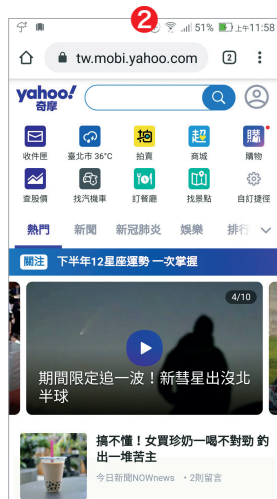 2
51% 上午11:58
tw.mobi.yahoo.com 2
yahoo!
奇摩
收件匣 臺北市 36°C 拍賣 商城 購物
查股價 找汽機車 訂餐廳 找景點 自訂捷徑
熱門 新聞 新冠肺炎 娛樂 排行
關注 下半年12星座運勢 一次掌握
4/10
期間限定追一波！新彗星出沒北
半球
搞不懂！女買珍奶一喝不對勁 釣
出一堆苦主
今日新聞NOWnews ・2則留言